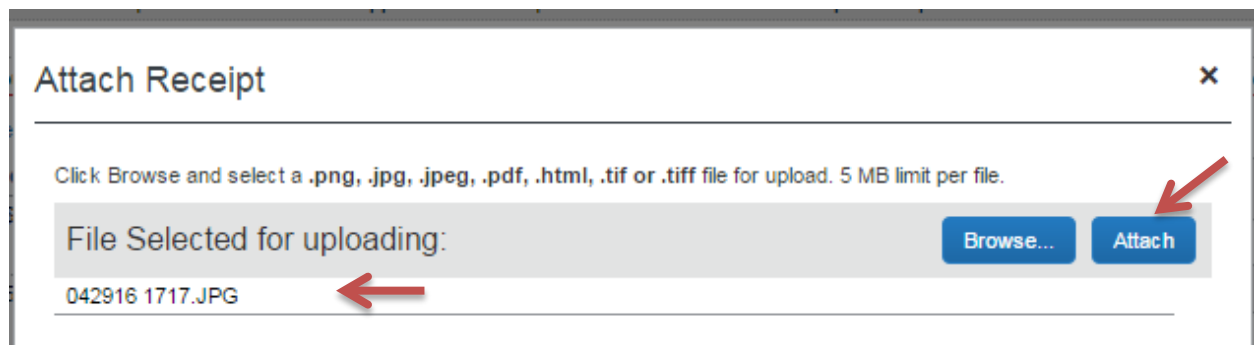 Attach Receipt ×
Click Browse and select a .png, .jpg, .jpeg, .pdf, .html, .tif or .tiff file for upload. 5 MB limit per file.
File Selected for uploading: Browse... Attach
042916 1717.JPG